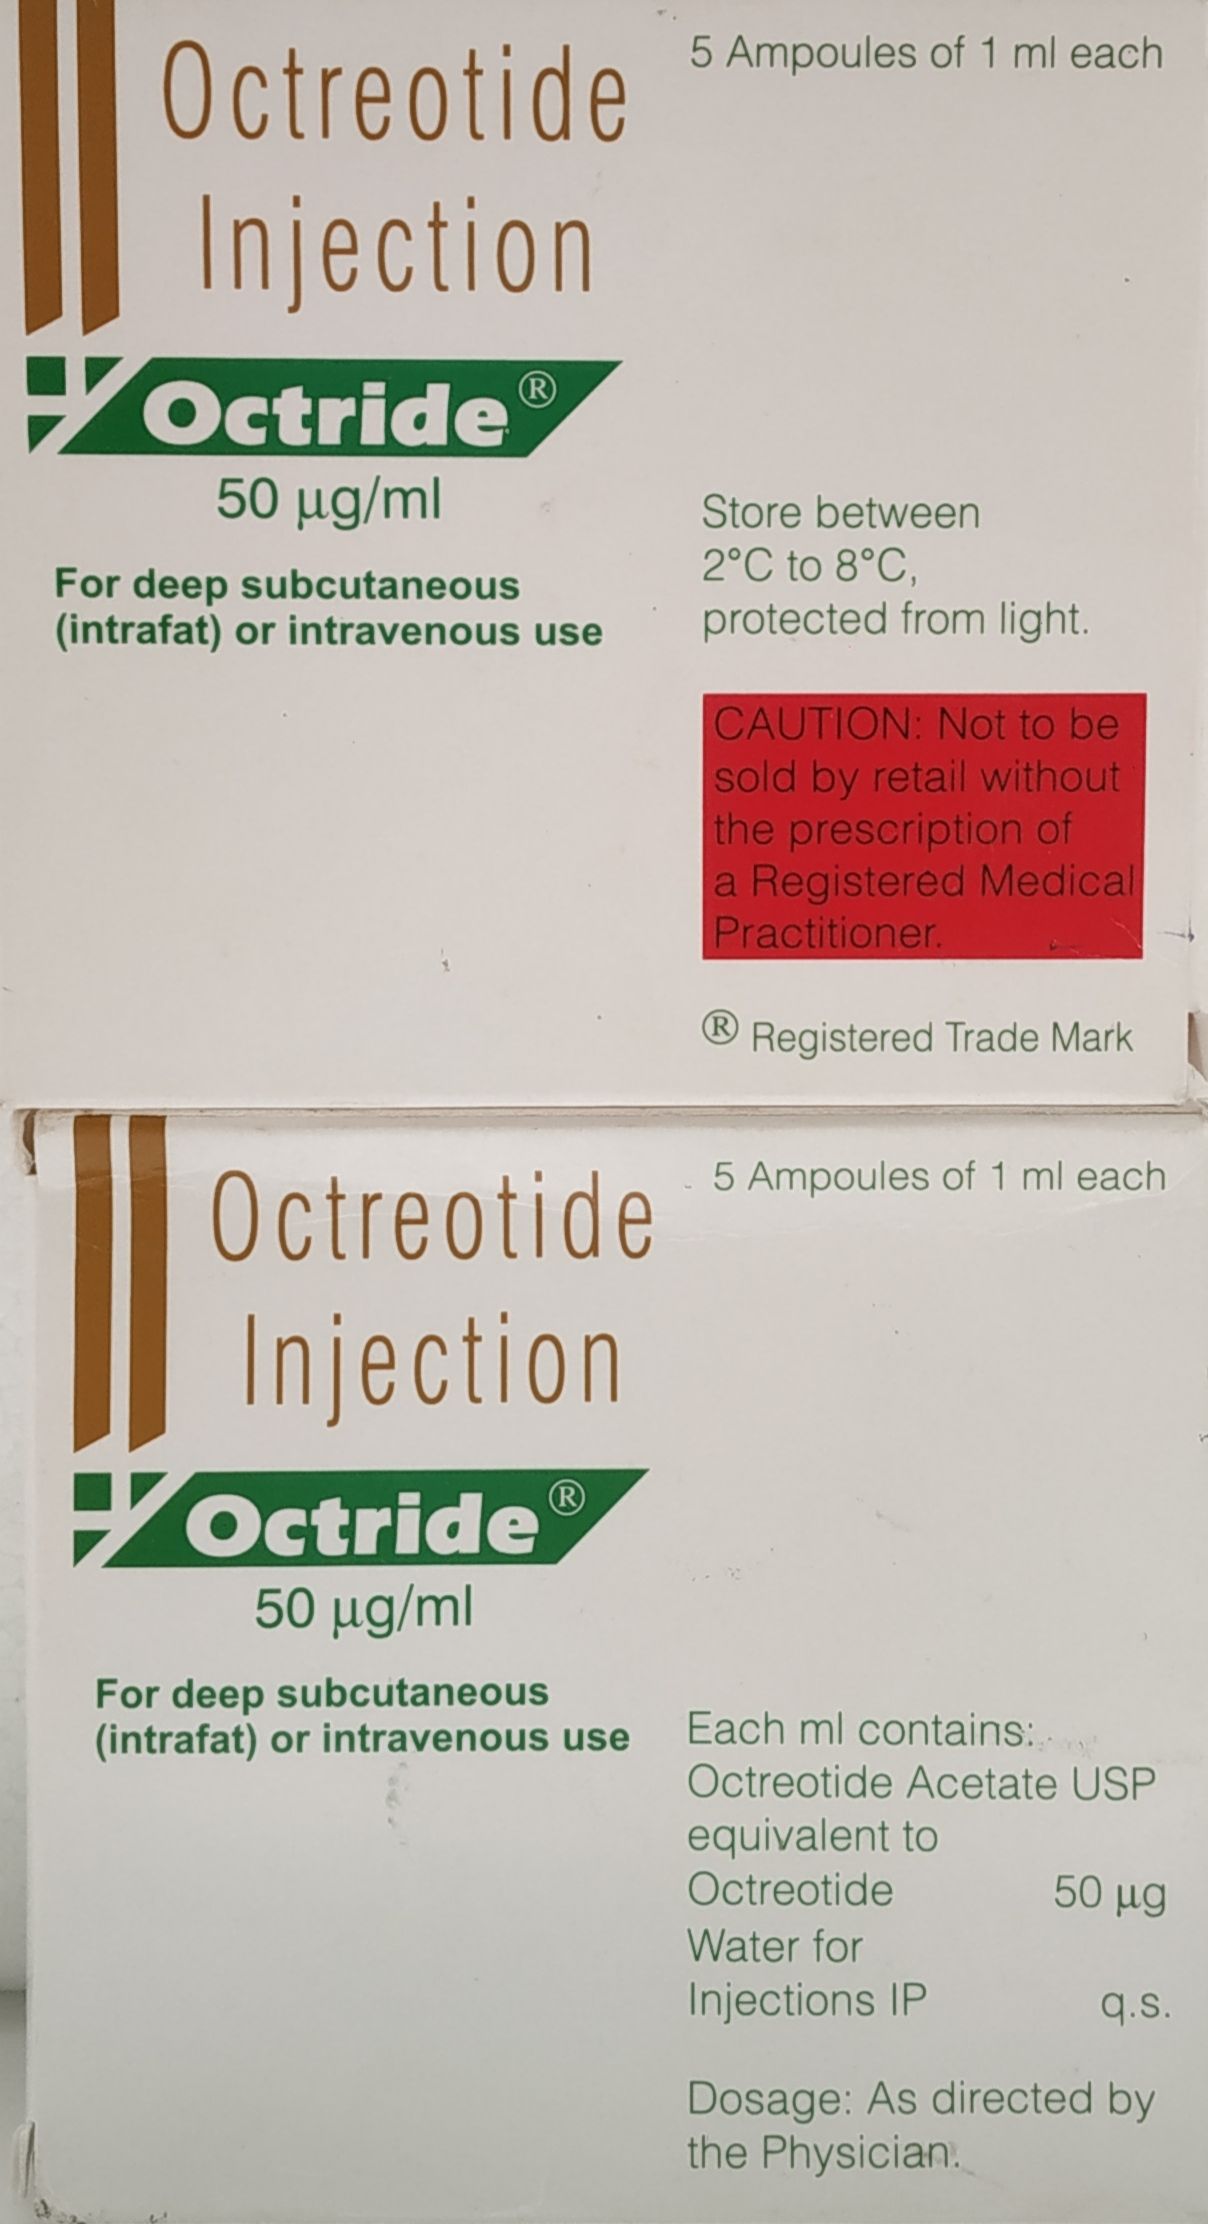 Octreotide
Injection
Octride®
50 µg/ml
For deep subcutaneous
(intrafat) or intravenous use
5 Ampoules of 1 ml each
Store between
2°C to 8°C,
protected from light.
CAUTION: Not to be
sold by retail without
the prescription of
a Registered Medical
Practitioner.
® Registered Trade Mark
Octreotide
Injection
Octride®
50 µg/ml
For deep subcutaneous
(intrafat) or intravenous use
5 Ampoules of 1 ml each
Each ml contains:
Octreotide Acetate USP
equivalent to
Octreotide 50 µg
Water for
Injections IP q.s.
Dosage: As directed by
the Physician.